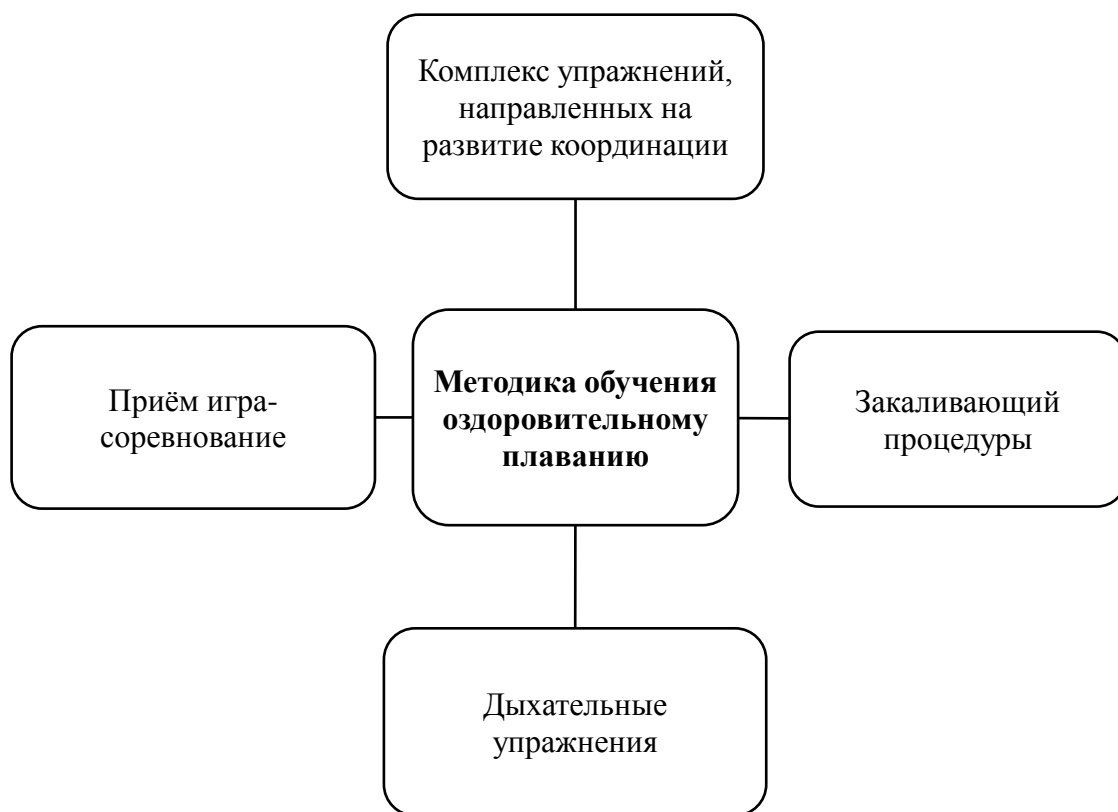 Комплекс упражнений,
направленных на
развитие координации
Приём игра-
соревнование
Методика обучения
оздоровительному
плаванию
Закаливающий
процедуры
Дыхательные
упражнения